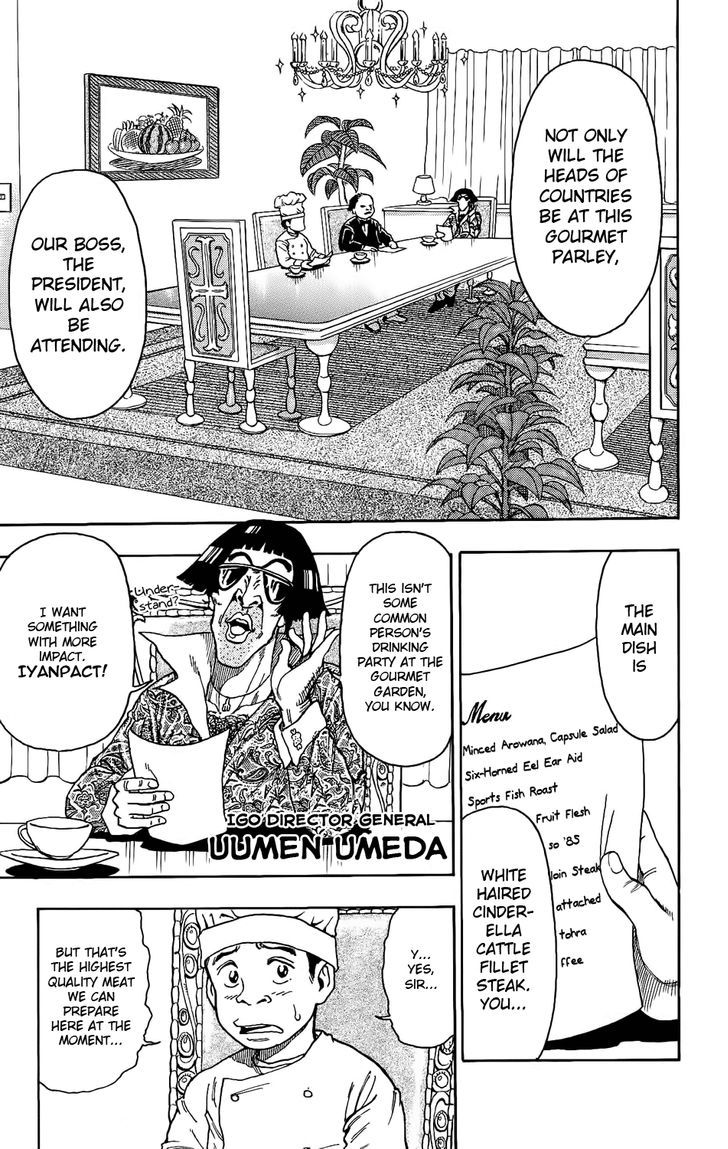 NOT ONLY
WILL THE
HEADS OF
COUNTRIES
BE AT THIS
GOURMET
PARLEY,
OUR BOSS,
THE
PRESIDENT,
WILL ALSO
BE
ATTENDING.
THE
MAIN
DISH IS
Menu
Minced Arowana, Capsule Salad
Six-Horned Eel Ear Aid
Sports Fish Roast
Fruit Flesh
so '85
loin Steak
attached
tohra
ffee
WHITE
HAIRED
CINDER-
ELLA
CATTLE
FILLET
STEAK.
YOU...
THIS ISN'T
SOME
COMMON
PERSON'S
DRINKING
PARTY AT THE
GOURMET
GARDEN,
YOU KNOW.
Under-
stand?
I WANT
SOMETHING
WITH MORE
IMPACT.
IYANPACT!
IGO DIRECTOR GENERAL
UUMEN UMEDA
Y...
YES,
SIR...
BUT THAT'S
THE HIGHEST
QUALITY MEAT
WE CAN
PREPARE
HERE AT THE
MOMENT...